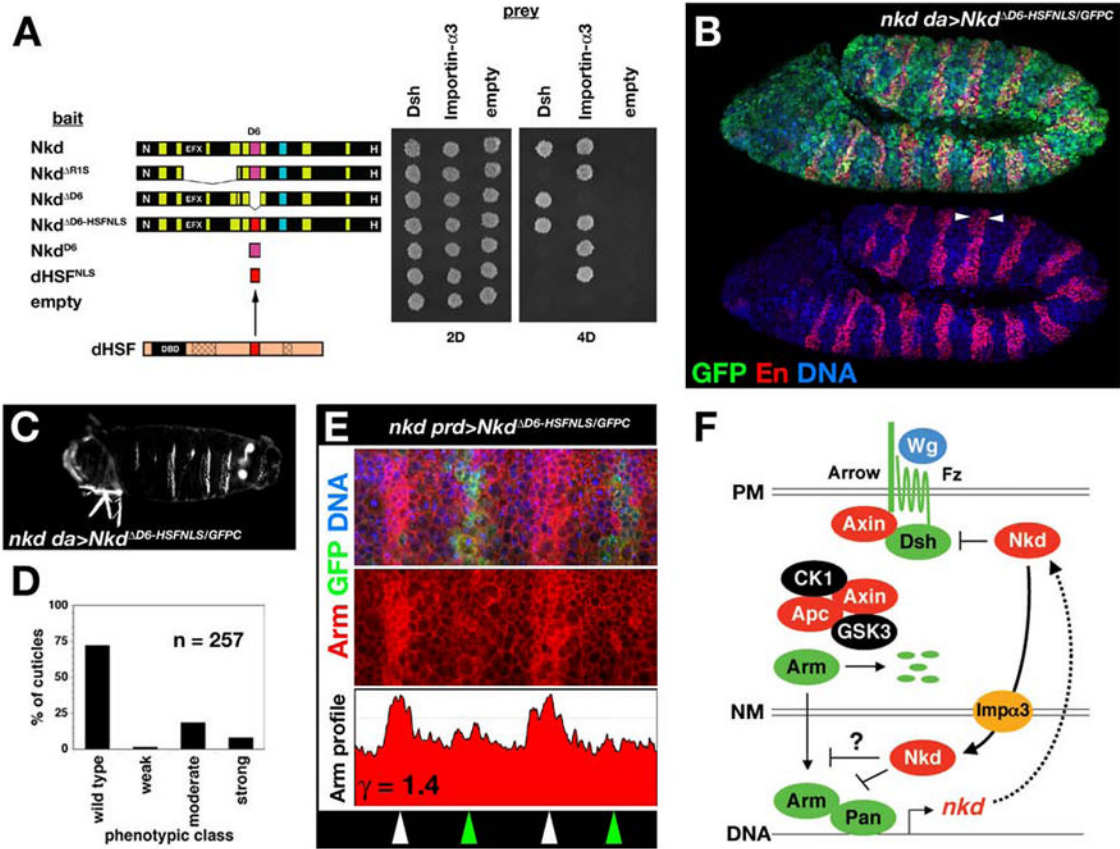 A
prey
Dsh
Importin-α3
empty
Dsh
Importin-α3
empty
bait
D6
Nkd
N
EFX
H
NkdΔR1S
N
H
NkdΔD6
N
EFX
H
NkdΔD6-HSFNLS
N
EFX
H
NkdD6
dHSFNLS
empty
dHSF
DBD
2D
4D
B
nkd da>NkdΔD6-HSFNLS/GFPC
GFP En DNA
C
nkd da>NkdΔD6-HSFNLS/GFPC
D
% of cuticles
100
75
50
25
0
n = 257
wild type
weak
moderate
strong
phenotypic class
E
nkd prd>NkdΔD6-HSFNLS/GFPC
Arm GFP DNA
Arm profile
γ = 1.4
F
Wg
Arrow
Fz
PM
Axin
Dsh
Nkd
CK1
Axin
Apc
GSK3
Arm
NM
Impα3
?
Nkd
Arm
Pan
nkd
DNA